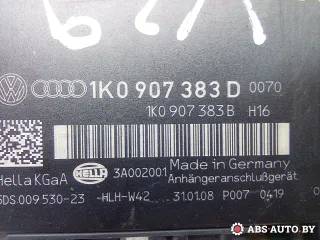 1K0 907 383 D 0070
1K0 907 383 B H16
Hella KGaA HELLA 3A002001 Made in Germany
Anhängeranschlußgerät
5DS 009 530-23 -HLH-W42 31.01.08 P007 0419
ABS AUTO.BY